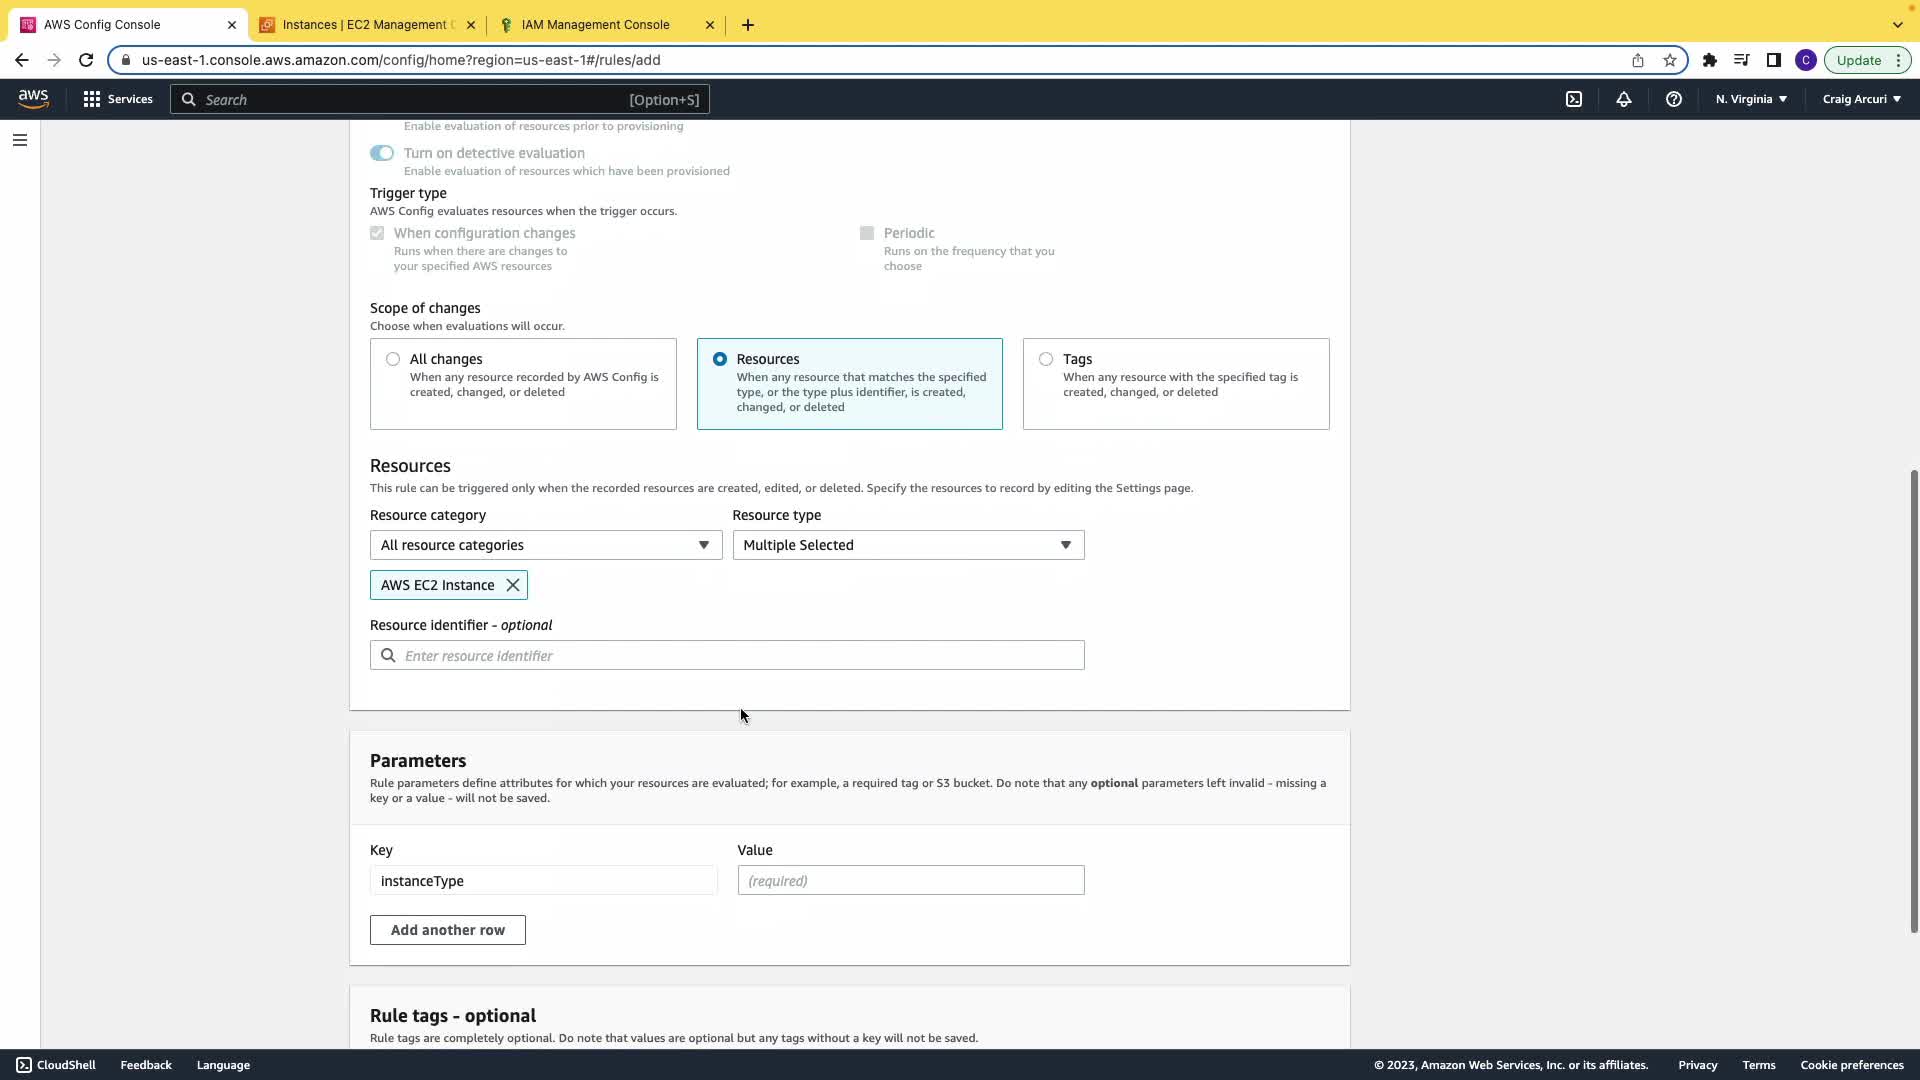 AWS Config Console
Instances | EC2 Management C
IAM Management Console
us-east-1.console.aws.amazon.com/config/home?region=us-east-1#/rules/add
C
Update
aws
Services
Search
[Option+S]
N. Virginia
Craig Arcuri
Enable evaluation of resources prior to provisioning
Turn on detective evaluation
Enable evaluation of resources which have been provisioned
Trigger type
AWS Config evaluates resources when the trigger occurs.
When configuration changes
Runs when there are changes to
your specified AWS resources
Periodic
Runs on the frequency that you
choose
Scope of changes
Choose when evaluations will occur.
All changes
When any resource recorded by AWS Config is
created, changed, or deleted
Resources
When any resource that matches the specified
type, or the type plus identifier, is created,
changed, or deleted
Tags
When any resource with the specified tag is
created, changed, or deleted
Resources
This rule can be triggered only when the recorded resources are created, edited, or deleted. Specify the resources to record by editing the Settings page.
Resource category
Resource type
All resource categories
Multiple Selected
AWS EC2 Instance
Resource identifier - optional
Enter resource identifier
Parameters
Rule parameters define attributes for which your resources are evaluated; for example, a required tag or S3 bucket. Do note that any optional parameters left invalid - missing a
key or a value - will not be saved.
Key
Value
instanceType
(required)
Add another row
Rule tags - optional
Rule tags are completely optional. Do note that values are optional but any tags without a key will not be saved.
CloudShell
Feedback
Language
© 2023, Amazon Web Services, Inc. or its affiliates.
Privacy
Terms
Cookie preferences